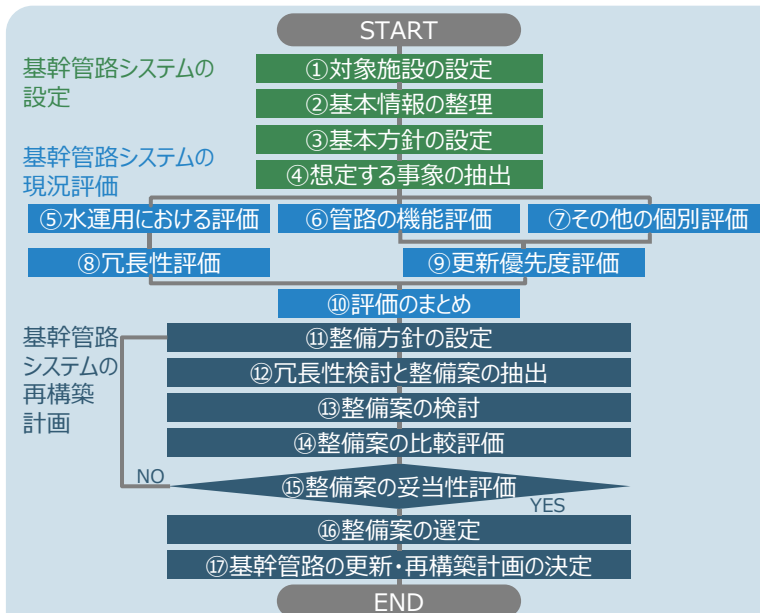 START
基幹管路システムの
設定
①対象施設の設定
②基本情報の整理
③基本方針の設定
④想定する事象の抽出
基幹管路システムの
現況評価
⑤水運用における評価
⑥管路の機能評価
⑦その他の個別評価
⑧冗長性評価
⑨更新優先度評価
⑩評価のまとめ
基幹管路
システムの
再構築
計画
⑪整備方針の設定
⑫冗長性検討と整備案の抽出
⑬整備案の検討
⑭整備案の比較評価
NO
⑮整備案の妥当性評価
YES
⑯整備案の選定
⑰基幹管路の更新・再構築計画の決定
END